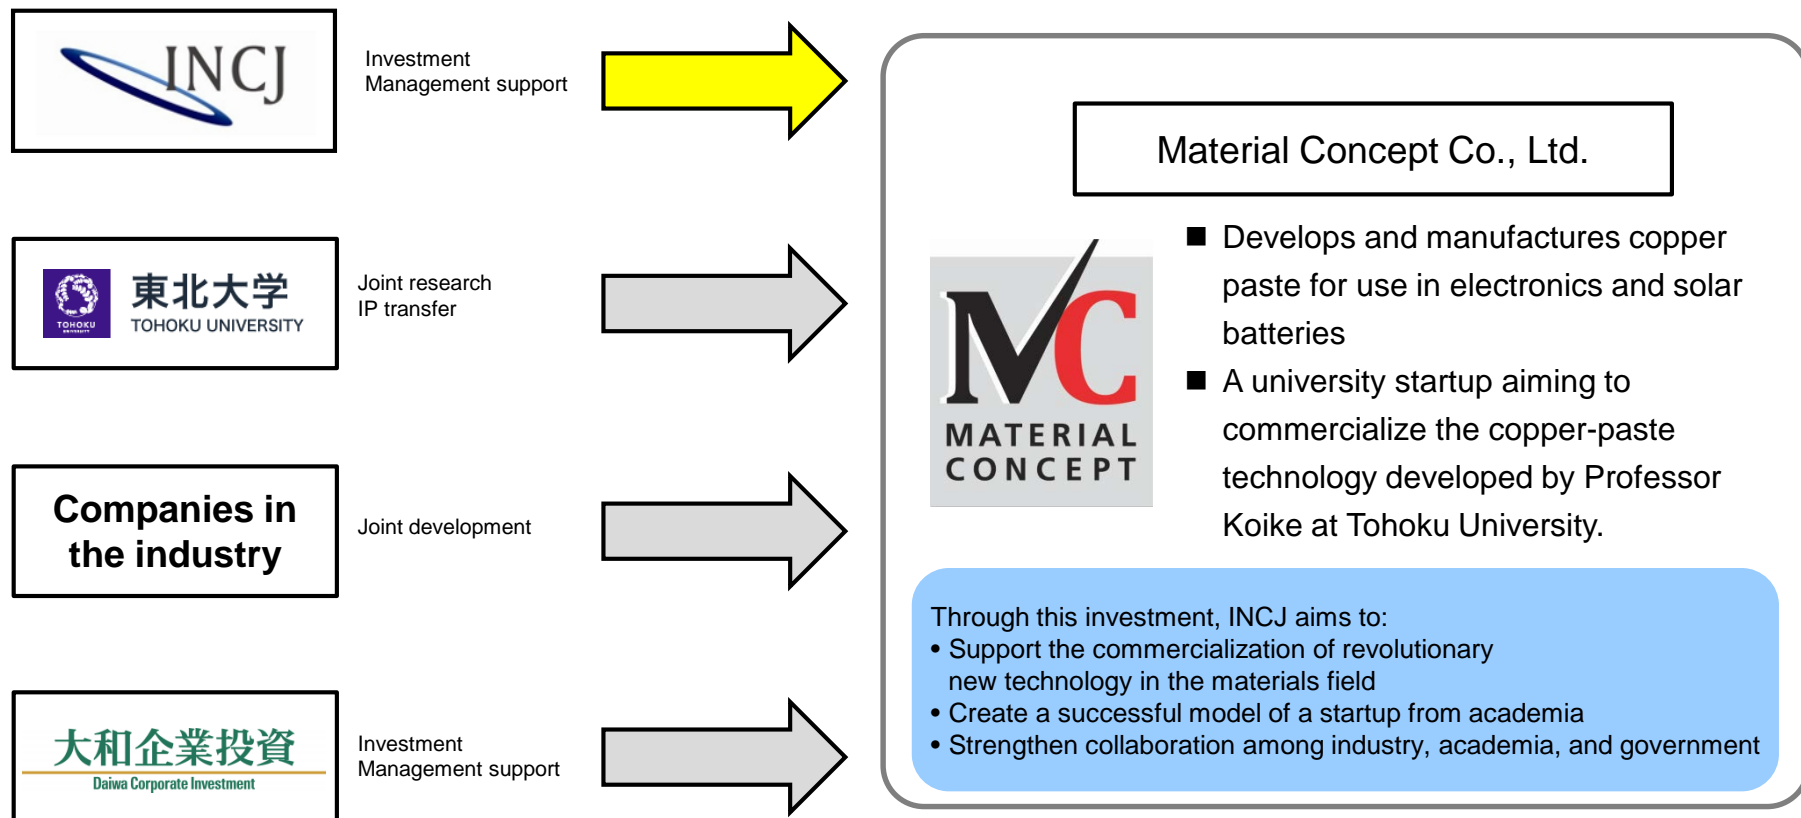 INCJ
Investment
Management support
東北大学
TOHOKU UNIVERSITY
TOHOKU
UNIVERSITY
Joint research
IP transfer
Companies in
the industry
Joint development
大和企業投資
Daiwa Corporate Investment
Investment
Management support
Material Concept Co., Ltd.
MC
MATERIAL
CONCEPT
■ Develops and manufactures copper
paste for use in electronics and solar
batteries
■ A university startup aiming to
commercialize the copper-paste
technology developed by Professor
Koike at Tohoku University.
Through this investment, INCJ aims to:
• Support the commercialization of revolutionary
new technology in the materials field
• Create a successful model of a startup from academia
• Strengthen collaboration among industry, academia, and government